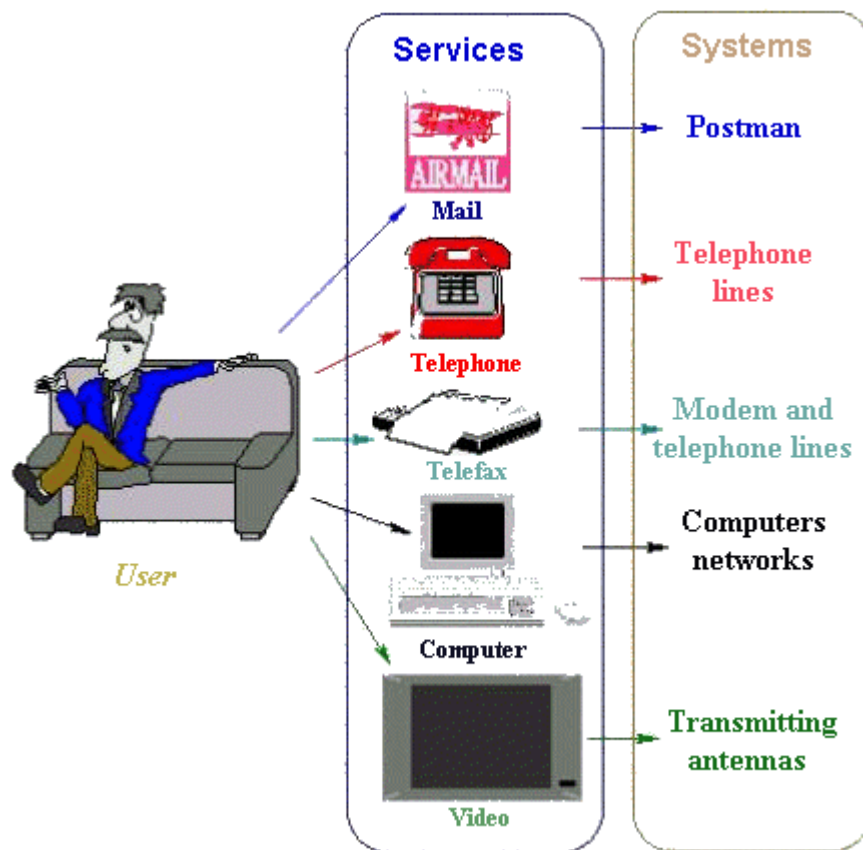 Services
Systems
AIRMAIL
Mail
Postman
Telephone
Telephone
lines
Telefax
Modem and
telephone lines
User
Computer
Computers
networks
Video
Transmitting
antennas